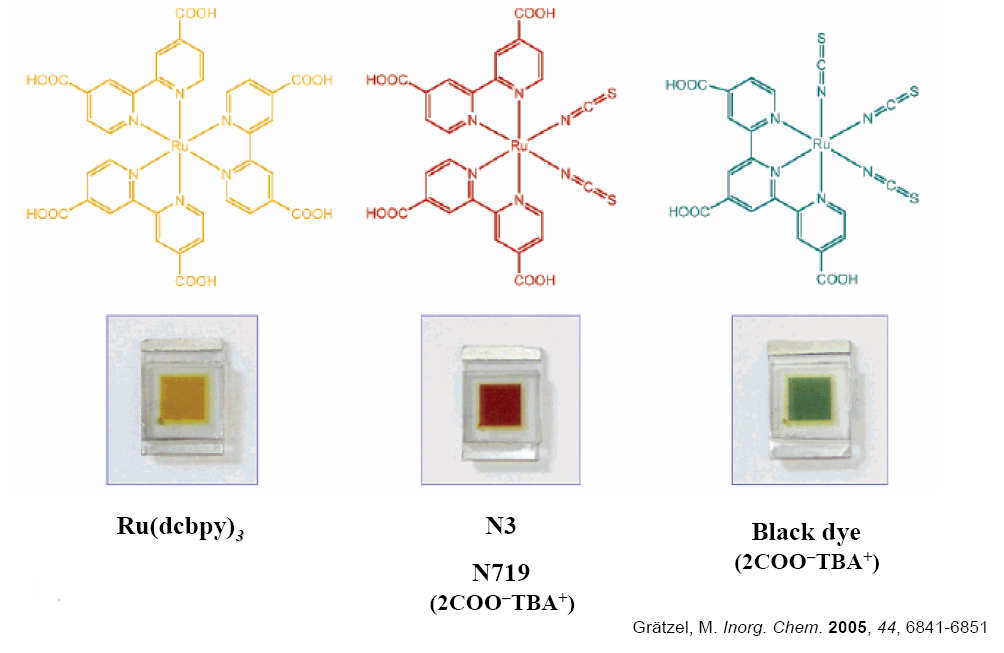 COOH
HOOC
COOH
N
N
N
Ru
N
N
N
HOOC
COOH
COOH
COOH
HOOC
N
N
N=C=S
Ru
N
N
N=C=S
HOOC
COOH
S
C
N
HOOC
N
N=C=S
Ru
N
N
N=C=S
HOOC
COOH
Ru(dcbpy)₃
N3
N719
(2COO⁻TBA⁺)
Black dye
(2COO⁻TBA⁺)
Grätzel, M. Inorg. Chem. 2005, 44, 6841-6851